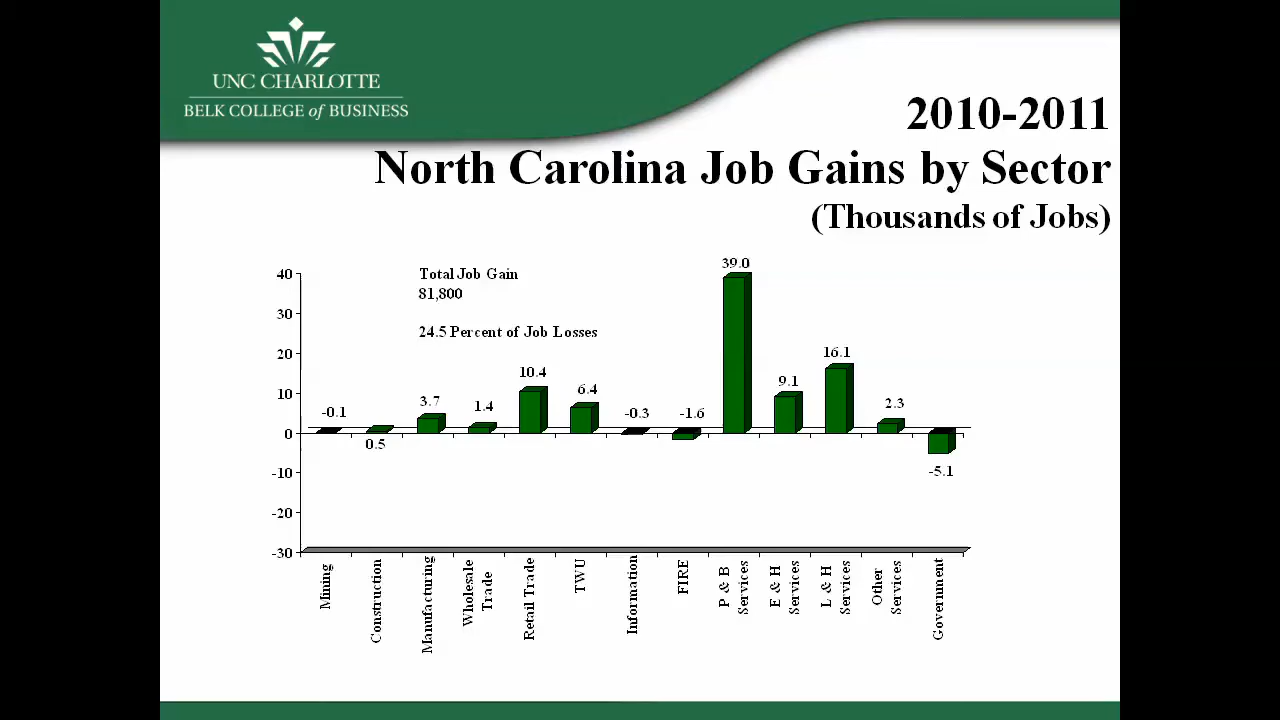 UNC CHARLOTTE
BELK COLLEGE of BUSINESS
2010-2011
North Carolina Job Gains by Sector
(Thousands of Jobs)
Total Job Gain
81,800
24.5 Percent of Job Losses
40
30
20
10
0
-10
-20
-30
-0.1
0.5
3.7
1.4
10.4
6.4
-0.3
-1.6
39.0
9.1
16.1
2.3
-5.1
Mining
Construction
Manufacturing
Wholesale
Trade
Retail Trade
TWU
Information
FIRE
P & B
Services
E & H
Services
L & H
Services
Other
Services
Government